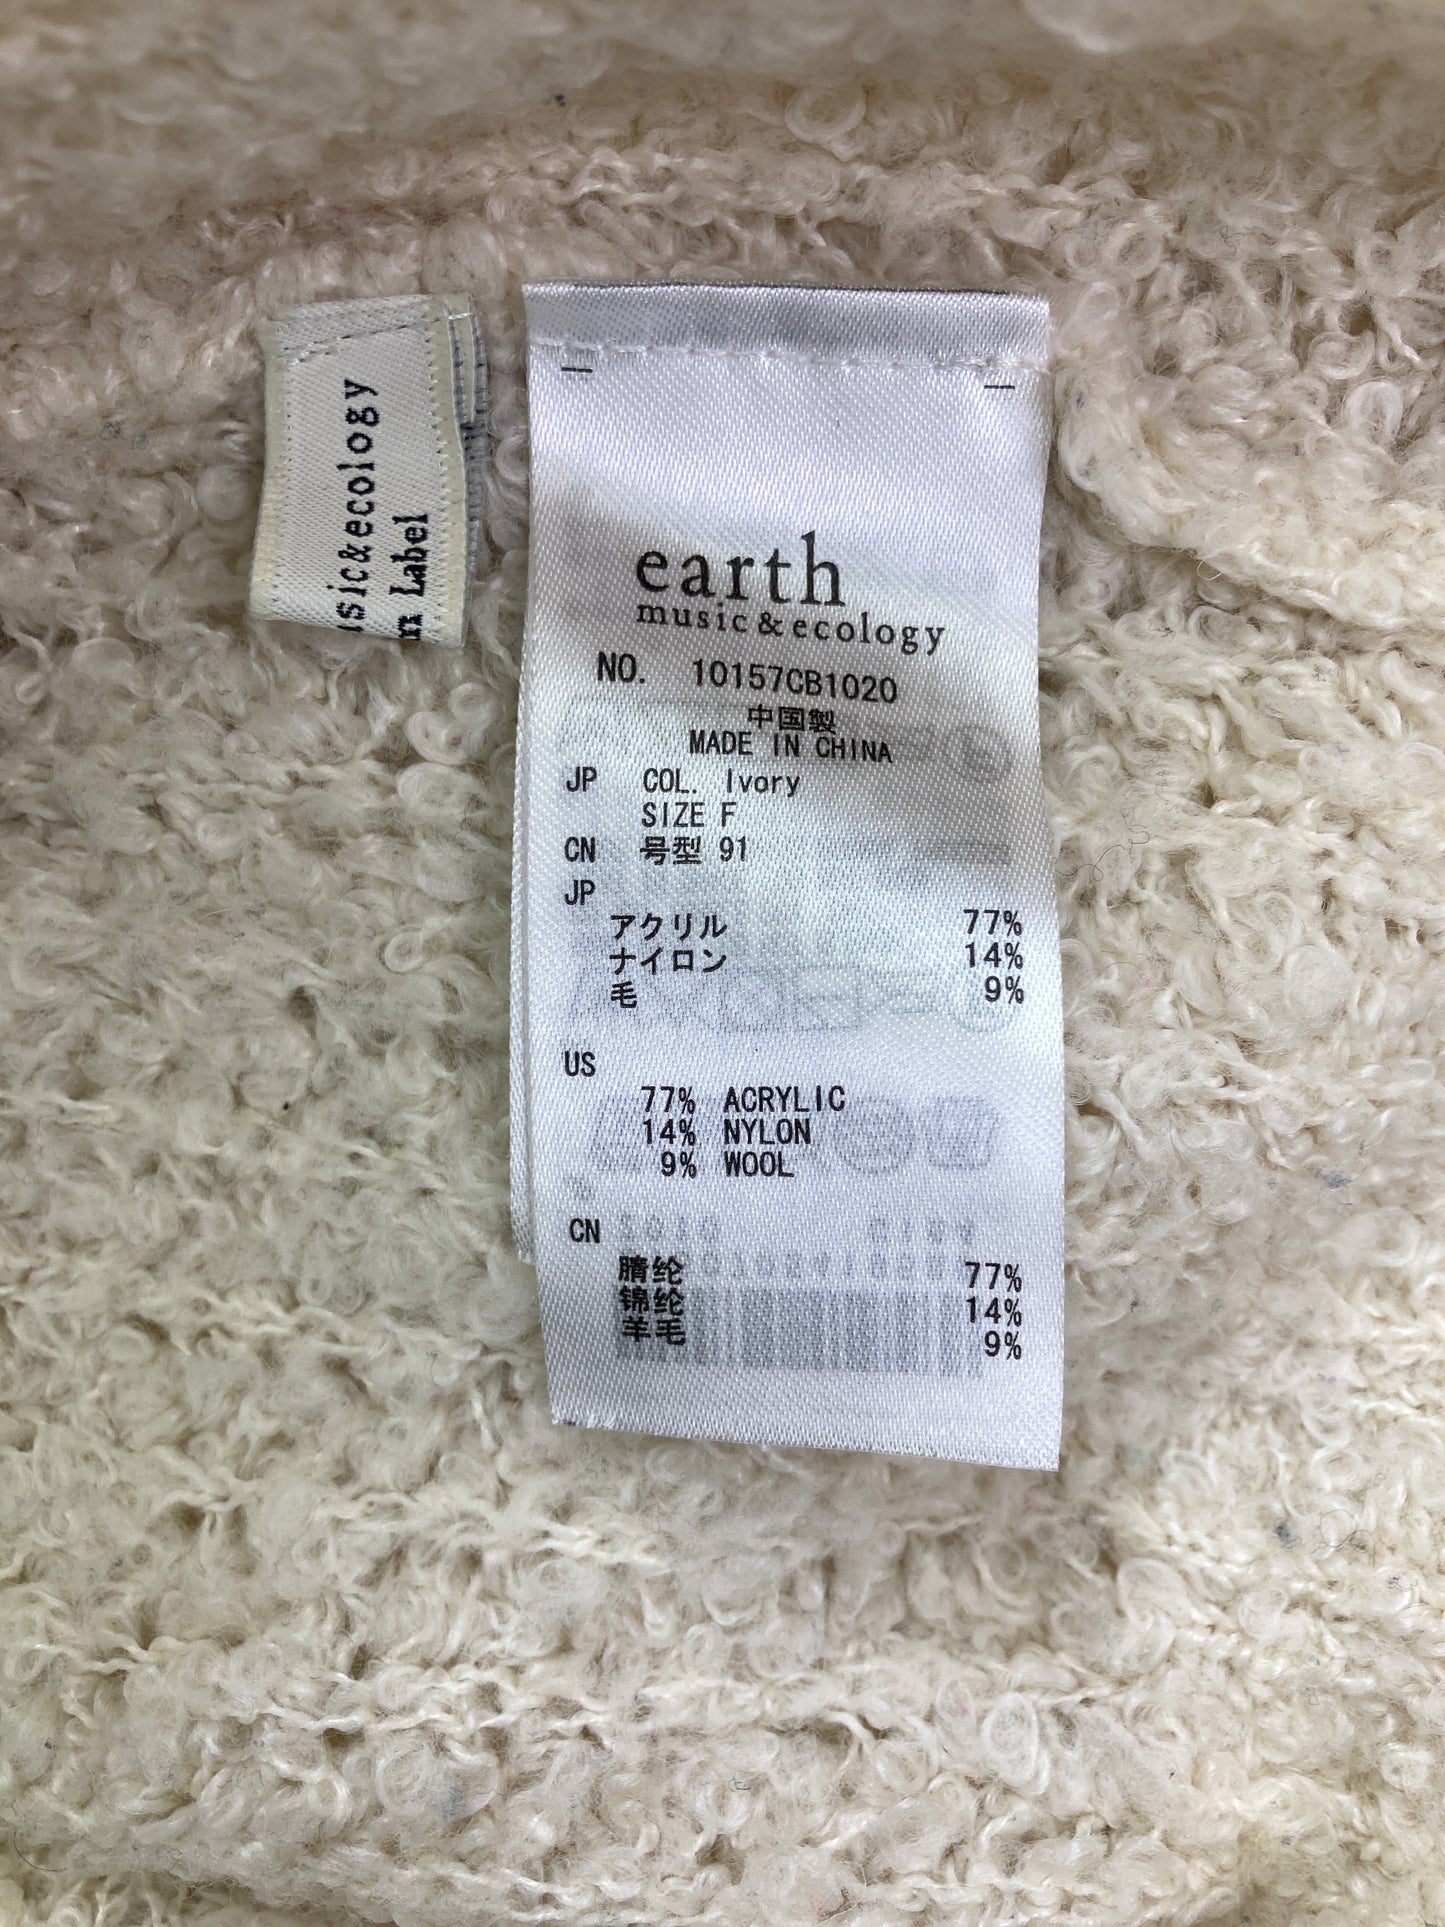 usic&ecology
n Label
earth
music&ecology
NO. 10157CB1020
中国製
MADE IN CHINA
JP COL. Ivory
SIZE F
CN 号型 91
JP
アクリル 77%
ナイロン 14%
毛 9%
US
77% ACRYLIC
14% NYLON
9% WOOL
CN
腈纶 77%
锦纶 14%
羊毛 9%